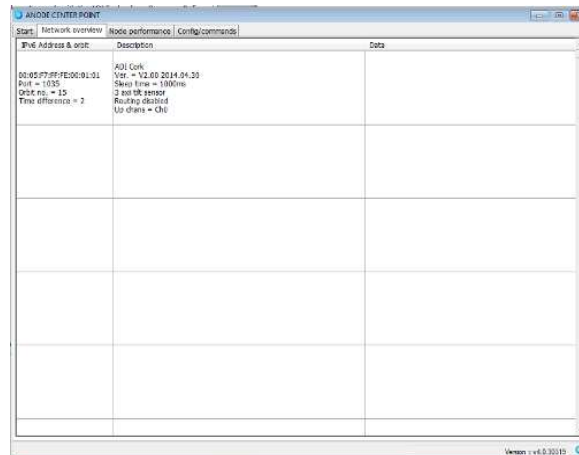 ANODE CENTER POINT
Start Network overview Node performance Config/commands
IPv6 Address & orbit Description Data
00:05:F7:FF:FE:00:01:01
Port = 1035
Orbit no. = 15
Time difference = 2
ADI Cork
Ver. = V2.00 2014.04.30
Sleep time = 1000ms
3 axi tilt sensor
Routing disabled
Up chans = Ch0